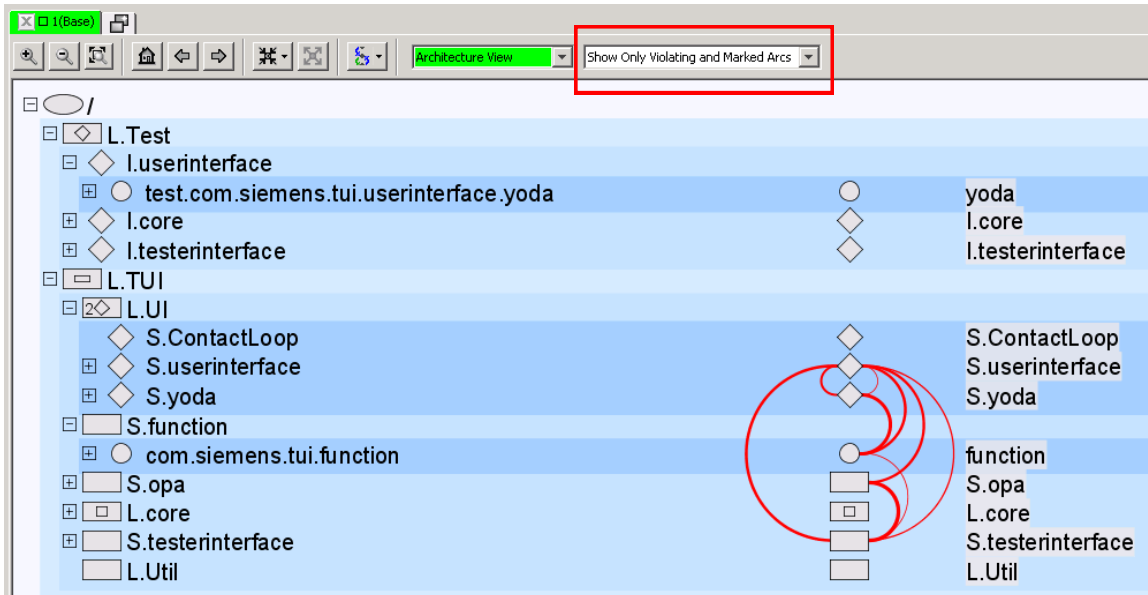 1(Base)
Architecture View Show Only Violating and Marked Arcs
/
L.Test
I.userinterface
test.com.siemens.tui.userinterface.yoda yoda
I.core I.core
I.testerinterface I.testerinterface
L.TUI
2 L.UI
S.ContactLoop S.ContactLoop
S.userinterface S.userinterface
S.yoda S.yoda
S.function
com.siemens.tui.function function
S.opa S.opa
L.core L.core
S.testerinterface S.testerinterface
L.Util L.Util